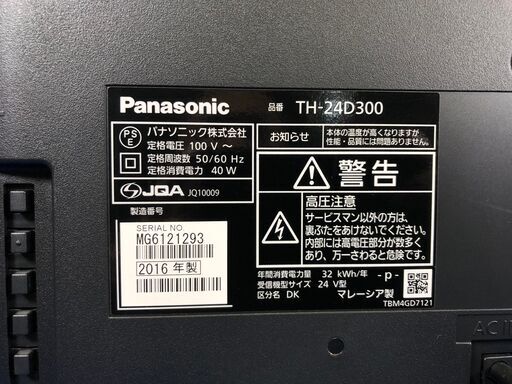 Panasonic 品番 TH-24D300
PSE
パナソニック株式会社
定格電圧 100 V ～
定格周波数 50/60 Hz
定格消費電力 40 W
JQA JQ10009
製造番号
SERIAL NO.
MG6121293
2016 年製
お知らせ
本体の温度が高くなりますが
性能・品質には問題ありません。
警告
高圧注意
サービスマン以外の方は、
裏ぶたをあけないでください。
内部には高電圧部分が数多く
あり、万一さわると危険です。
年間消費電力量 32 kWh/年 -p-
受信機型サイズ 24 V型
区分名 DK マレーシア製
TBM4GD7121
AC I